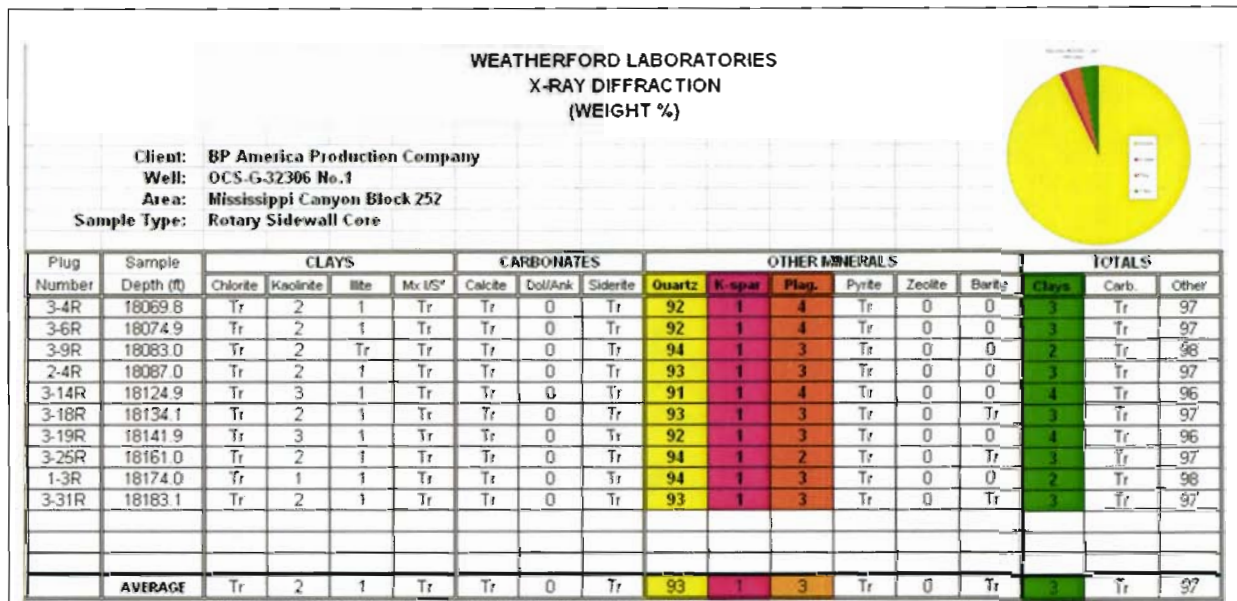 WEATHERFORD LABORATORIES
X-RAY DIFFRACTION
(WEIGHT %)
Client: BP America Production Company
Well: OCS-G-32306 No.1
Area: Mississippi Canyon Block 252
Sample Type: Rotary Sidewall Core
Plug Sample CLAYS CARBONATES OTHER MINERALS TOTALS
Number Depth (ft) Chlorite Kaolinite Illite Mx I/S* Calcite Dol/Ank Siderite Quartz K-spar Plag. Pyrite Zeolite Barite Clays Carb. Other
3-4R 18069.8 Tr 2 1 Tr Tr 0 Tr 92 1 4 Tr 0 0 3 Tr 97
3-6R 18074.9 Tr 2 1 Tr Tr 0 Tr 92 1 4 Tr 0 0 3 Tr 97
3-9R 18083.0 Tr 2 Tr Tr Tr 0 Tr 94 1 3 Tr 0 0 2 Tr 98
2-4R 18087.0 Tr 2 1 Tr Tr 0 Tr 93 1 3 Tr 0 0 3 Tr 97
3-14R 18124.9 Tr 3 1 Tr Tr 0 Tr 91 1 4 Tr 0 0 4 Tr 96
3-18R 18134.1 Tr 2 1 Tr Tr 0 Tr 93 1 3 Tr 0 Tr 3 Tr 97
3-19R 18141.9 Tr 3 1 Tr Tr 0 Tr 92 1 3 Tr 0 0 4 Tr 96
3-25R 18161.0 Tr 2 1 Tr Tr 0 Tr 94 1 2 Tr 0 Tr 3 Tr 97
1-3R 18174.0 Tr 1 1 Tr Tr 0 Tr 94 1 3 Tr 0 0 2 Tr 98
3-31R 18183.1 Tr 2 1 Tr Tr 0 Tr 93 1 3 Tr 0 Tr 3 Tr 97
AVERAGE Tr 2 1 Tr Tr 0 Tr 93 1 3 Tr 0 Tr 3 Tr 97